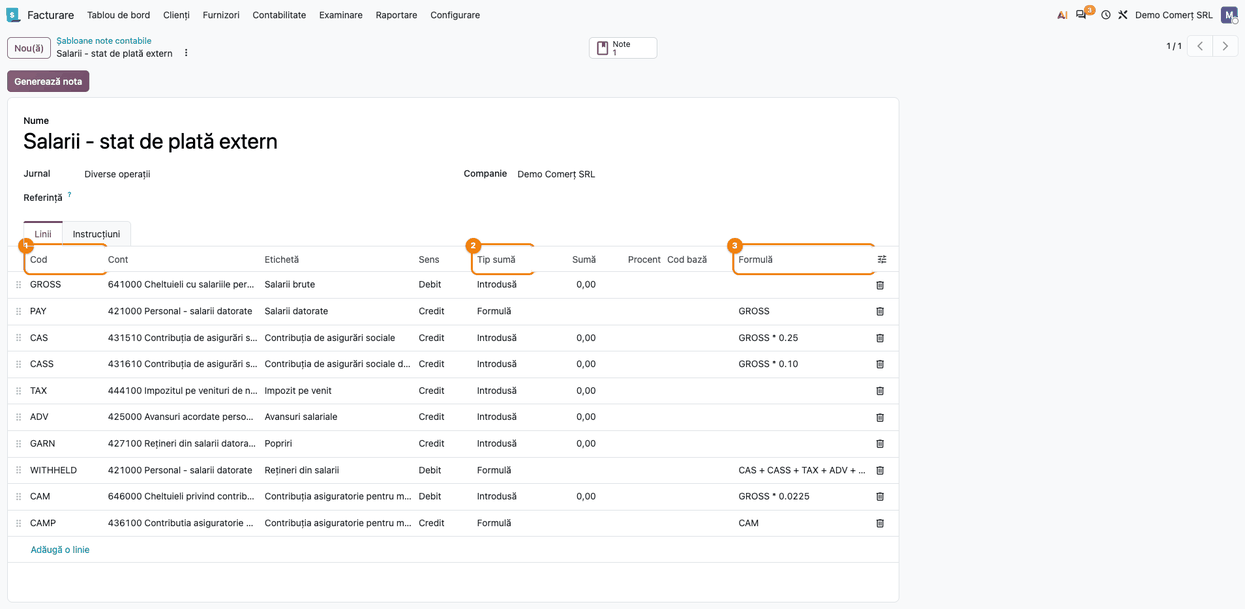 $ Facturare Tablou de bord Clienți Furnizori Contabilitate Examinare Raportare Configurare AI 3 Demo Comerț SRL M
Nou(ă) Șabloane note contabile
Salarii - stat de plată extern
Note
1
1 / 1
Generează nota
Nume
Salarii - stat de plată extern
Jurnal Diverse operații Companie Demo Comerț SRL
Referință ?
Linii Instrucțiuni
1 2 3
Cod Cont Etichetă Sens Tip sumă Sumă Procent Cod bază Formulă
GROSS 641000 Cheltuieli cu salariile per... Salarii brute Debit Introdusă 0,00
PAY 421000 Personal - salarii datorate Salarii datorate Credit Formulă GROSS
CAS 431510 Contribuția de asigurări s... Contribuția de asigurări sociale Credit Introdusă 0,00 GROSS * 0.25
CASS 431610 Contribuția de asigurări s... Contribuția de asigurări sociale d... Credit Introdusă 0,00 GROSS * 0.10
TAX 444100 Impozitul pe venituri de n... Impozit pe venit Credit Introdusă 0,00
ADV 425000 Avansuri acordate perso... Avansuri salariale Credit Introdusă 0,00
GARN 427100 Rețineri din salarii datora... Popriri Credit Introdusă 0,00
WITHHELD 421000 Personal - salarii datorate Rețineri din salarii Debit Formulă CAS + CASS + TAX + ADV + ...
CAM 646000 Cheltuieli privind contrib... Contribuția asiguratorie pentru m... Debit Introdusă 0,00 GROSS * 0.0225
CAMP 436100 Contributia asiguratorie ... Contribuția asiguratorie pentru m... Credit Formulă CAM
Adăugă o linie